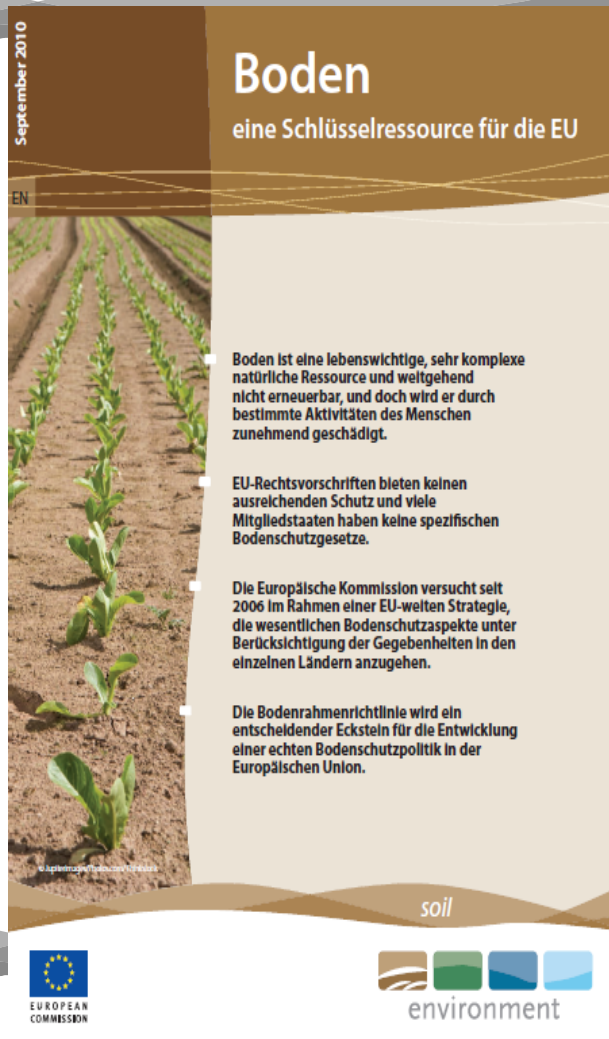 September 2010
Boden
eine Schlüsselressource für die EU
EN
Boden ist eine lebenswichtige, sehr komplexe
natürliche Ressource und weitgehend
nicht erneuerbar, und doch wird er durch
bestimmte Aktivitäten des Menschen
zunehmend geschädigt.
EU-Rechtsvorschriften bieten keinen
ausreichenden Schutz und viele
Mitgliedstaaten haben keine spezifischen
Bodenschutzgesetze.
Die Europäische Kommission versucht seit
2006 im Rahmen einer EU-weiten Strategie,
die wesentlichen Bodenschutzaspekte unter
Berücksichtigung der Gegebenheiten in den
einzelnen Ländern anzugehen.
Die Bodenrahmenrichtlinie wird ein
entscheidender Eckstein für die Entwicklung
einer echten Bodenschutzpolitik in der
Europäischen Union.
soil
EUROPEAN
COMMISSION
environment